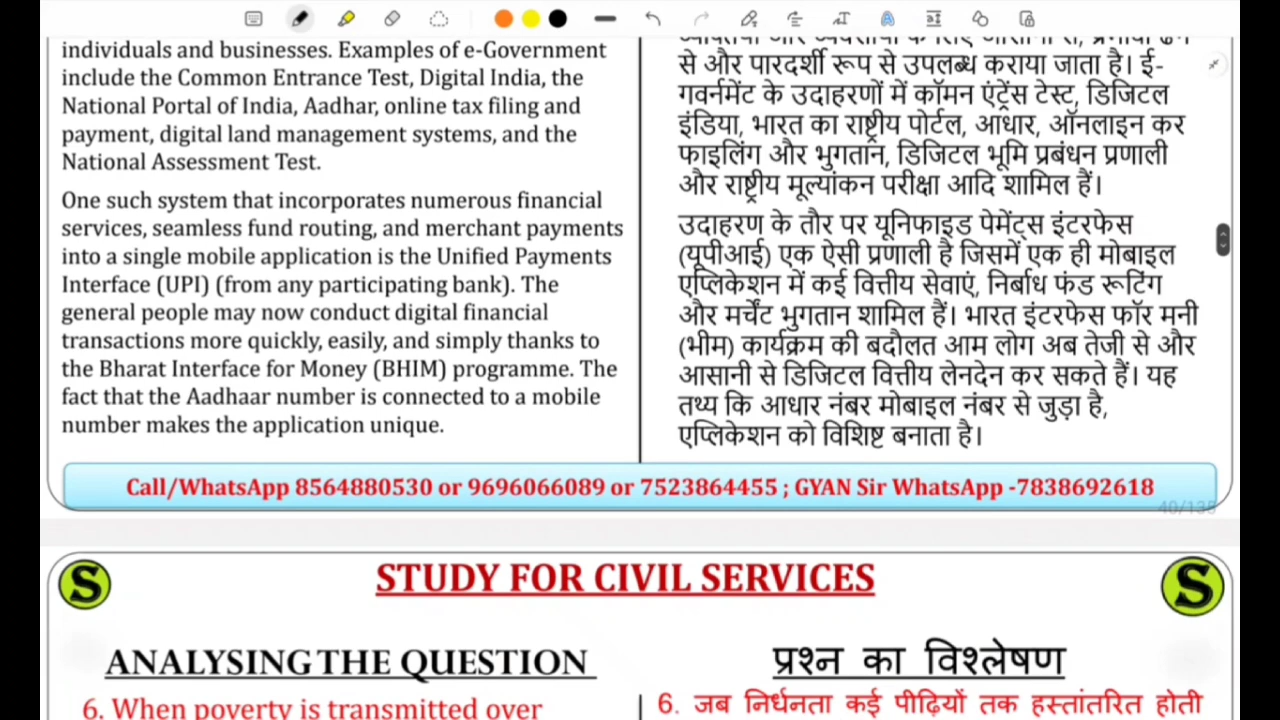 individuals and businesses. Examples of e-Government
include the Common Entrance Test, Digital India, the
National Portal of India, Aadhar, online tax filing and
payment, digital land management systems, and the
National Assessment Test.
One such system that incorporates numerous financial
services, seamless fund routing, and merchant payments
into a single mobile application is the Unified Payments
Interface (UPI) (from any participating bank). The
general people may now conduct digital financial
transactions more quickly, easily, and simply thanks to
the Bharat Interface for Money (BHIM) programme. The
fact that the Aadhaar number is connected to a mobile
number makes the application unique.
से और पारदर्शी रूप से उपलब्ध कराया जाता है। ई-
गवर्नमेंट के उदाहरणों में कॉमन एंट्रेंस टेस्ट, डिजिटल
इंडिया, भारत का राष्ट्रीय पोर्टल, आधार, ऑनलाइन कर
फाइलिंग और भुगतान, डिजिटल भूमि प्रबंधन प्रणाली
और राष्ट्रीय मूल्यांकन परीक्षा आदि शामिल हैं।
उदाहरण के तौर पर यूनिफाइड पेमेंट्स इंटरफेस
(यूपीआई) एक ऐसी प्रणाली है जिसमें एक ही मोबाइल
एप्लिकेशन में कई वित्तीय सेवाएं, निर्बाध फंड रूटिंग
और मर्चेंट भुगतान शामिल हैं। भारत इंटरफेस फॉर मनी
(भीम) कार्यक्रम की बदौलत आम लोग अब तेजी से और
आसानी से डिजिटल वित्तीय लेनदेन कर सकते हैं। यह
तथ्य कि आधार नंबर मोबाइल नंबर से जुड़ा है,
एप्लिकेशन को विशिष्ट बनाता है।
Call/WhatsApp 8564880530 or 9696066089 or 7523864455 ; GYAN Sir WhatsApp -7838692618
S
STUDY FOR CIVIL SERVICES
S
ANALYSING THE QUESTION
6. When poverty is transmitted over
प्रश्न का विश्लेषण
6. जब निर्धनता कई पीढ़ियों तक हस्तांतरित होती